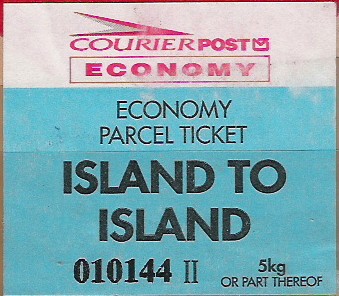 COURIERPOST
ECONOMY
ECONOMY
PARCEL TICKET
ISLAND TO
ISLAND
010144 II 5kg
OR PART THEREOF